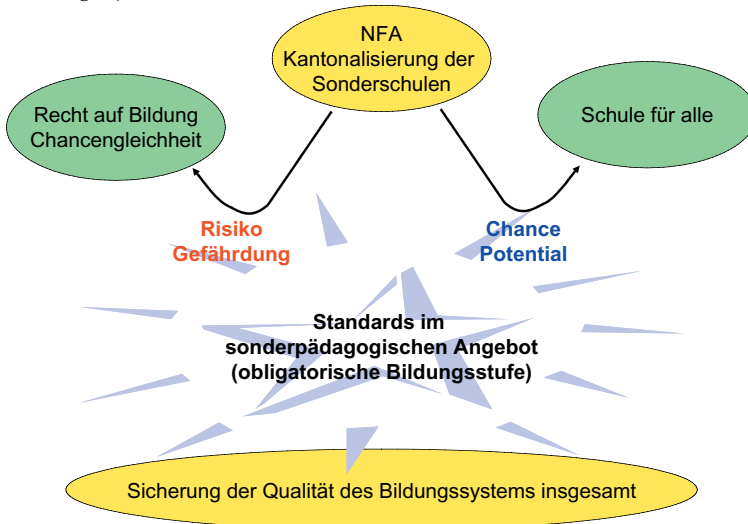 NFA
Kantonalisierung der
Sonderschulen
Recht auf Bildung
Chancengleichheit
Schule für alle
Risiko
Gefährdung
Chance
Potential
Standards im
sonderpädagogischen Angebot
(obligatorische Bildungsstufe)
Sicherung der Qualität des Bildungssystems insgesamt